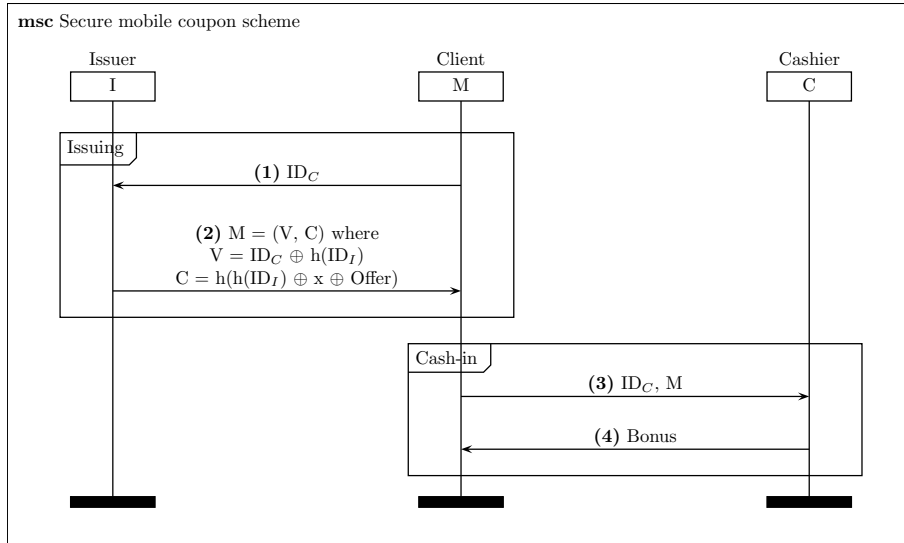 msc Secure mobile coupon scheme
Issuer
Client
Cashier
I
M
C
Issuing
(1) ID_C
(2) M = (V, C) where
V = ID_C ⊕ h(ID_I)
C = h(h(ID_I) ⊕ x ⊕ Offer)
Cash-in
(3) ID_C, M
(4) Bonus